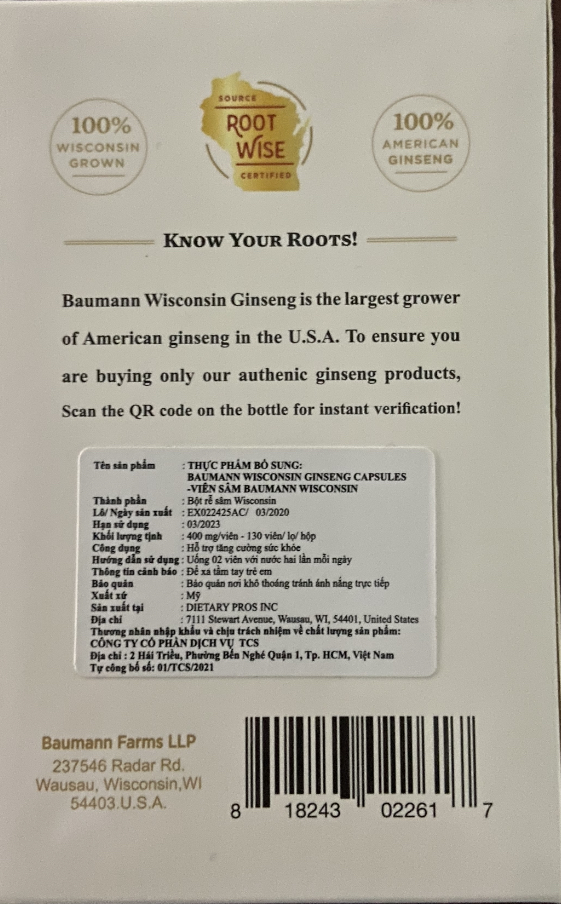 100%
WISCONSIN
GROWN
SOURCE
ROOT
WISE
CERTIFIED
100%
AMERICAN
GINSENG
KNOW YOUR ROOTS!
Baumann Wisconsin Ginseng is the largest grower
of American ginseng in the U.S.A. To ensure you
are buying only our authenic ginseng products,
Scan the QR code on the bottle for instant verification!
Tên sản phẩm : THỰC PHẨM BỔ SUNG:
BAUMANN WISCONSIN GINSENG CAPSULES
-VIÊN SÂM BAUMANN WISCONSIN
Thành phần : Bột rễ sâm Wisconsin
Lô/ Ngày sản xuất : EX022425AC/ 03/2020
Hạn sử dụng : 03/2023
Khối lượng tịnh : 400 mg/viên - 130 viên/ lọ/ hộp
Công dụng : Hỗ trợ tăng cường sức khỏe
Hướng dẫn sử dụng : Uống 02 viên với nước hai lần mỗi ngày
Thông tin cảnh báo : Để xa tầm tay trẻ em
Bảo quản : Bảo quản nơi khô thoáng tránh ánh nắng trực tiếp
Xuất xứ : Mỹ
Sản xuất tại : DIETARY PROS INC
Địa chỉ : 7111 Stewart Avenue, Wausau, WI, 54401, United States
Thương nhân nhập khẩu và chịu trách nhiệm về chất lượng sản phẩm:
CÔNG TY CỔ PHẦN DỊCH VỤ TCS
Địa chỉ : 2 Hải Triều, Phường Bến Nghé Quận 1, Tp. HCM, Việt Nam
Tự công bố số: 01/TCS/2021
Baumann Farms LLP
237546 Radar Rd.
Wausau, Wisconsin,WI
54403.U.S.A.
8 18243 02261 7